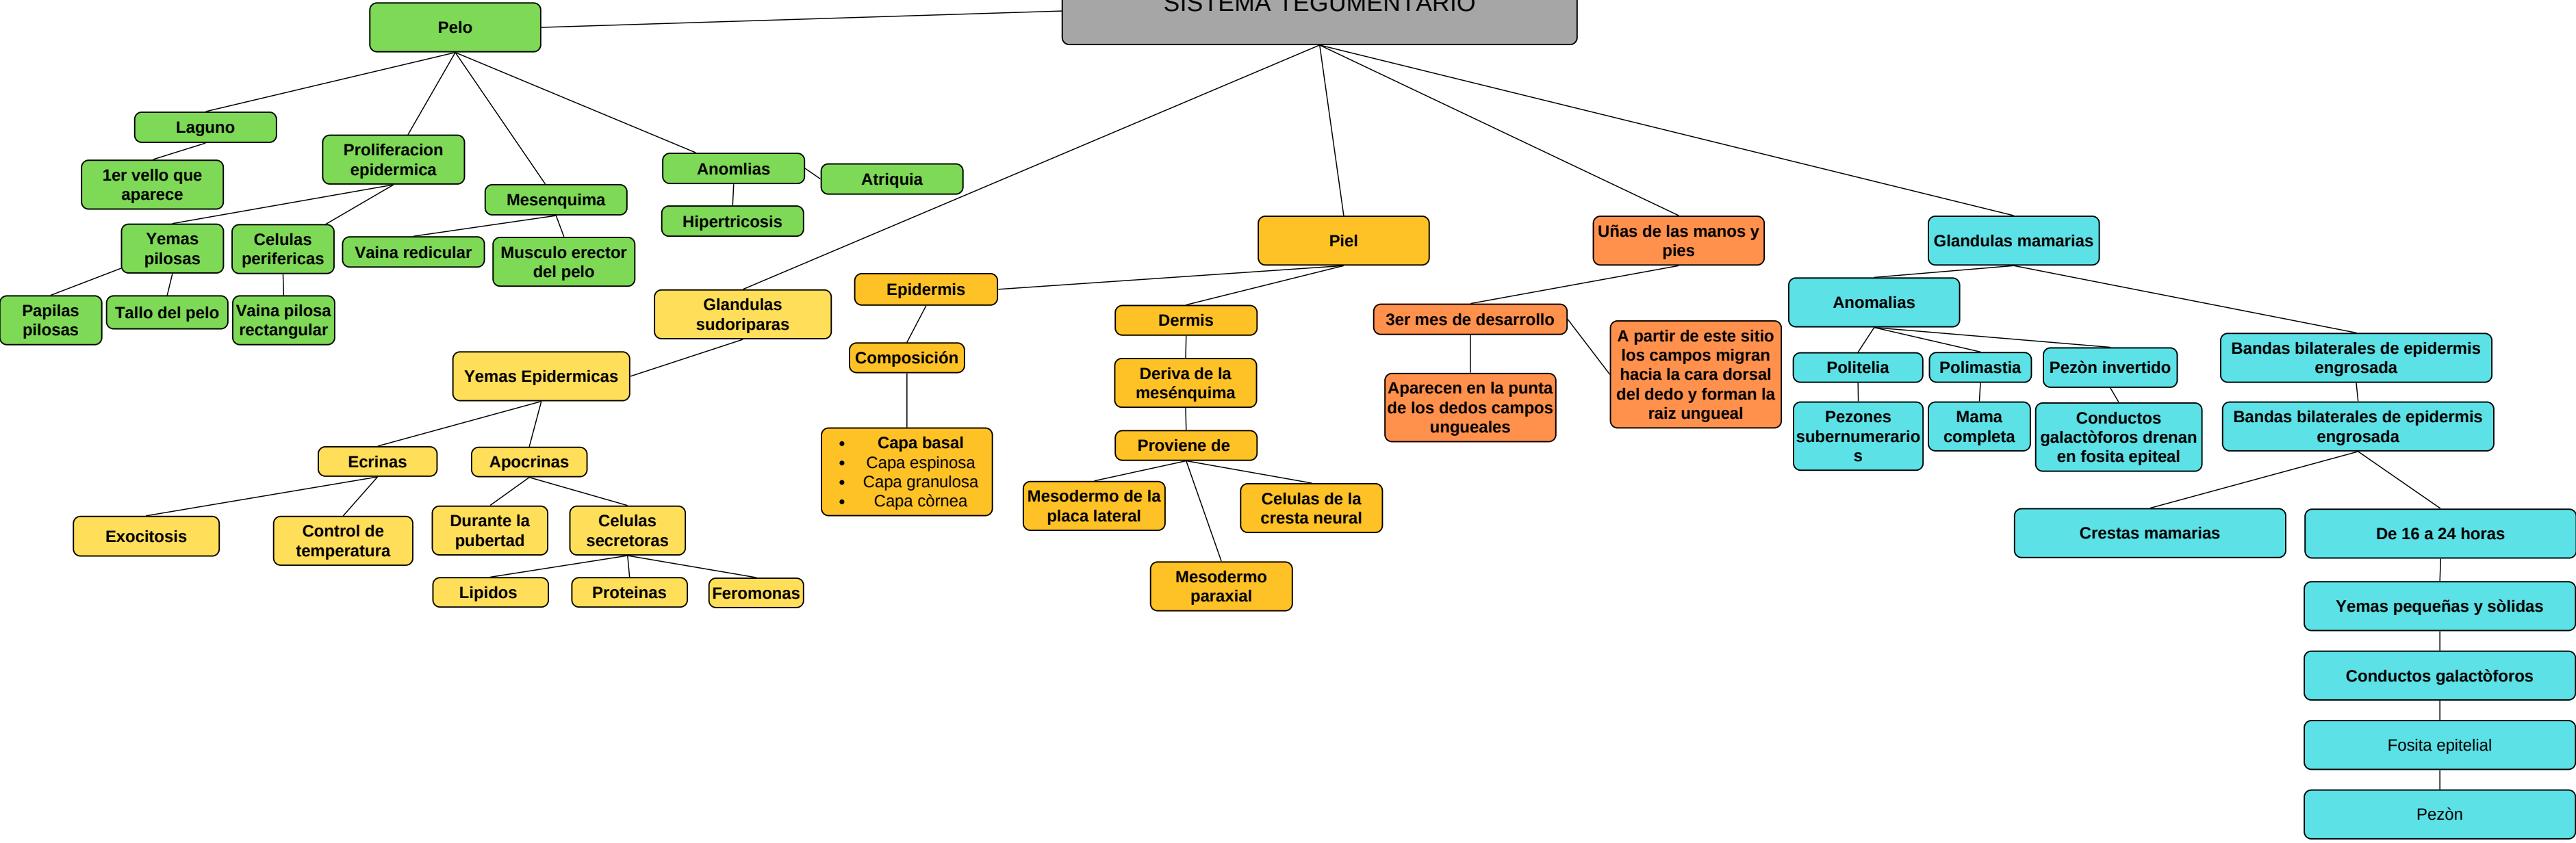 SISTEMA TEGUMENTARIO
Pelo
Laguno
1er vello que
aparece
Proliferacion
epidermica
Yemas
pilosas
Celulas
perifericas
Papilas
pilosas
Tallo del pelo
Vaina pilosa
rectangular
Mesenquima
Vaina redicular
Musculo erector
del pelo
Anomlias
Atriquia
Hipertricosis
Glandulas
sudoriparas
Yemas Epidermicas
Ecrinas
Apocrinas
Exocitosis
Control de
temperatura
Durante la
pubertad
Celulas
secretoras
Lipidos
Proteinas
Feromonas
Piel
Epidermis
Composición
• Capa basal
• Capa espinosa
• Capa granulosa
• Capa còrnea
Dermis
Deriva de la
mesénquima
Proviene de
Mesodermo de la
placa lateral
Celulas de la
cresta neural
Mesodermo
paraxial
Uñas de las manos y
pies
3er mes de desarrollo
Aparecen en la punta
de los dedos campos
ungueales
A partir de este sitio
los campos migran
hacia la cara dorsal
del dedo y forman la
raiz ungueal
Glandulas mamarias
Anomalias
Politelia
Polimastia
Pezòn invertido
Pezones
subernumerario
s
Mama
completa
Conductos
galactòforos drenan
en fosita epiteal
Bandas bilaterales de epidermis
engrosada
Bandas bilaterales de epidermis
engrosada
Crestas mamarias
De 16 a 24 horas
Yemas pequeñas y sòlidas
Conductos galactòforos
Fosita epitelial
Pezòn